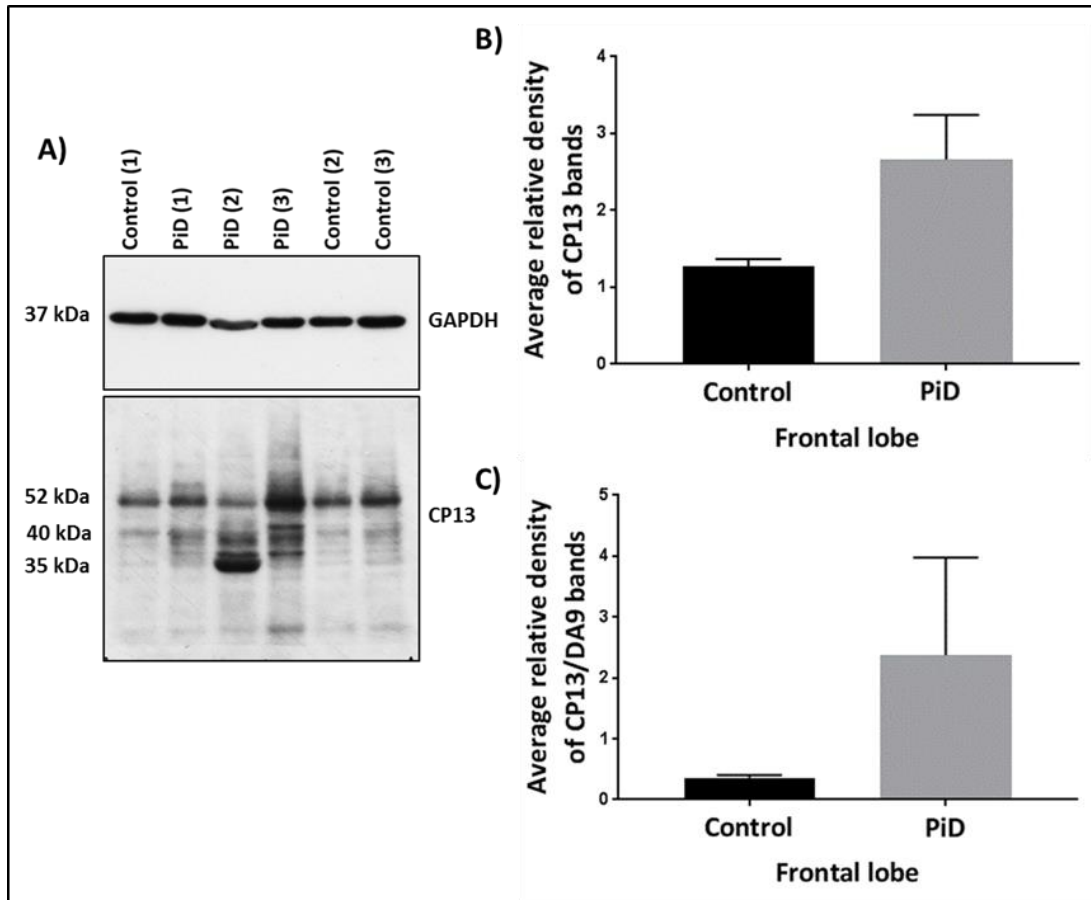 A)
Control (1)
PiD (1)
PiD (2)
PiD (3)
Control (2)
Control (3)
37 kDa
GAPDH
52 kDa
40 kDa
35 kDa
CP13
B)
Average relative density
of CP13 bands
4
3
2
1
0
Control
PiD
Frontal lobe
C)
Average relative density
of CP13/DA9 bands
5
4
3
2
1
0
Control
PiD
Frontal lobe